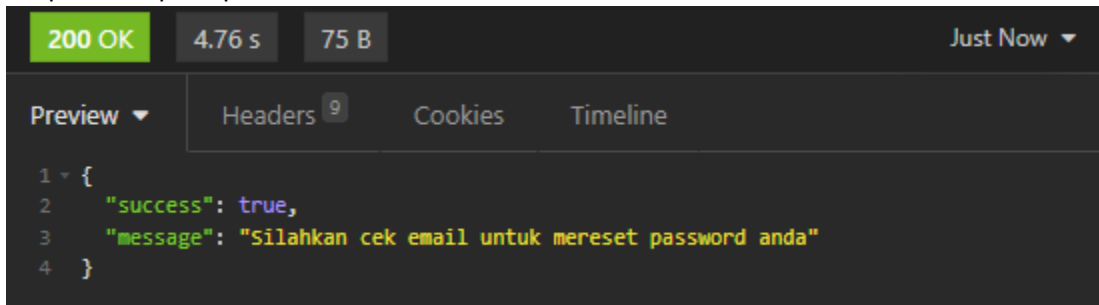 200 OK 4.76 s 75 B Just Now
Preview Headers 9 Cookies Timeline
1 {
2 "success": true,
3 "message": "Silahkan cek email untuk mereset password anda"
4 }